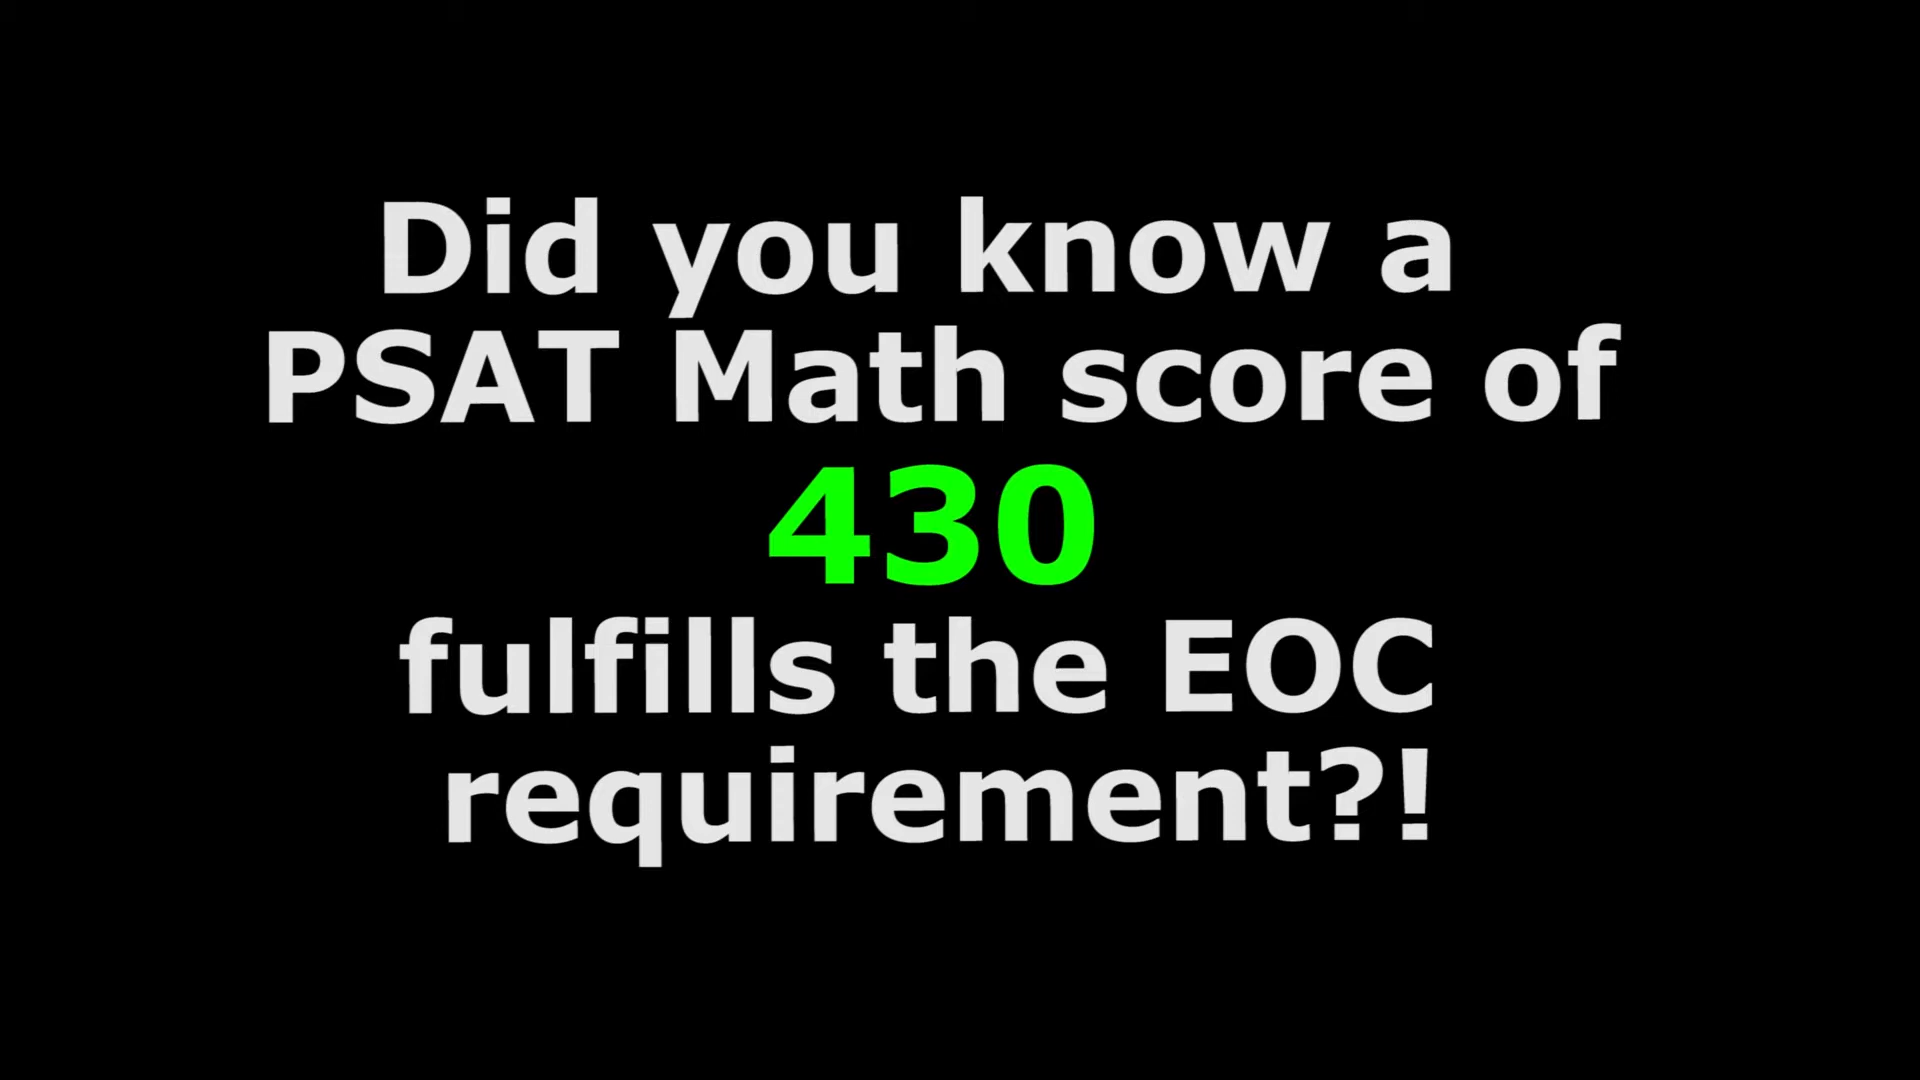 Did you know a
PSAT Math score of
430
fulfills the EOC
requirement?!